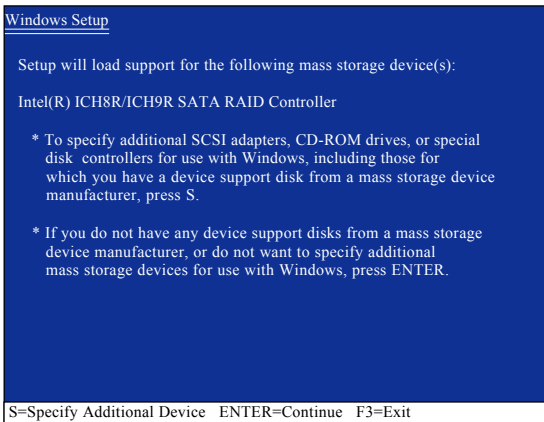 Windows Setup
Setup will load support for the following mass storage device(s):
Intel(R) ICH8R/ICH9R SATA RAID Controller
* To specify additional SCSI adapters, CD-ROM drives, or special
disk controllers for use with Windows, including those for
which you have a device support disk from a mass storage device
manufacturer, press S.
* If you do not have any device support disks from a mass storage
device manufacturer, or do not want to specify additional
mass storage devices for use with Windows, press ENTER.
S=Specify Additional Device ENTER=Continue F3=Exit